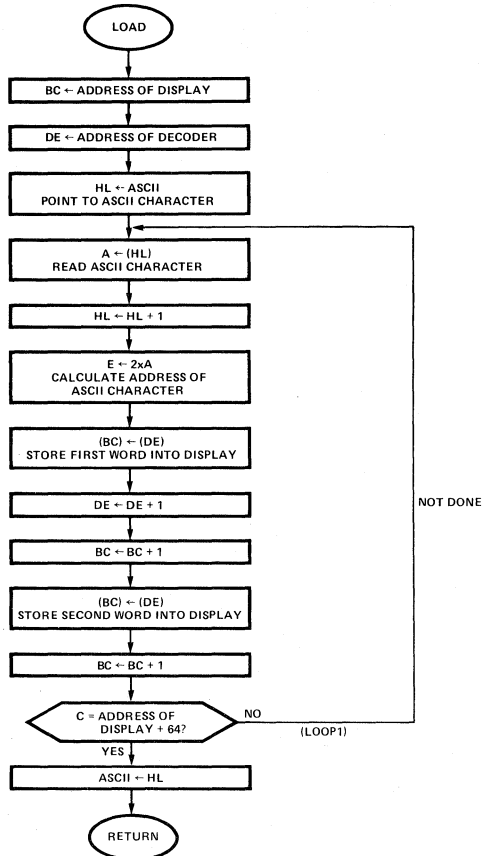 LOAD
BC ← ADDRESS OF DISPLAY
DE ← ADDRESS OF DECODER
HL ← ASCII
POINT TO ASCII CHARACTER
A ← (HL)
READ ASCII CHARACTER
HL ← HL + 1
E ← 2xA
CALCULATE ADDRESS OF
ASCII CHARACTER
(BC) ← (DE)
STORE FIRST WORD INTO DISPLAY
NOT DONE
DE ← DE + 1
BC ← BC + 1
(BC) ← (DE)
STORE SECOND WORD INTO DISPLAY
BC ← BC + 1
C = ADDRESS OF
DISPLAY + 64?
NO
(LOOP1)
YES
ASCII ← HL
RETURN